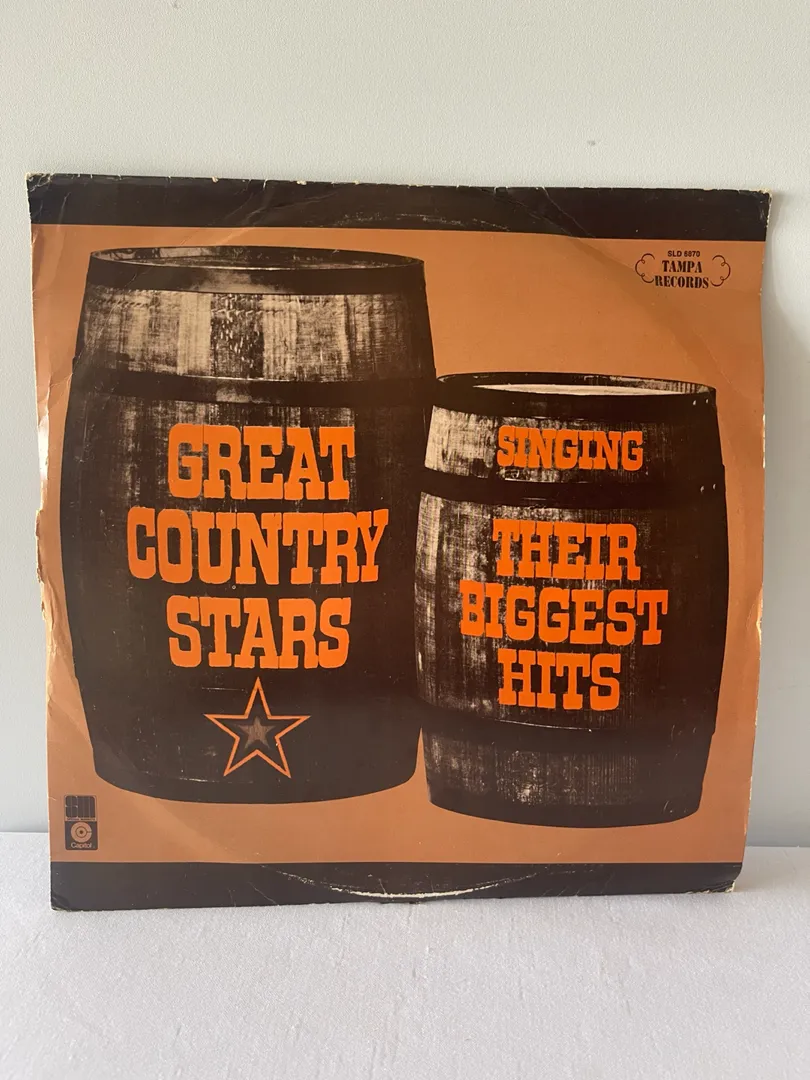 SLD 6870
TAMPA
RECORDS
GREAT
COUNTRY
STARS
SINGING
THEIR
BIGGEST
HITS
Capitol